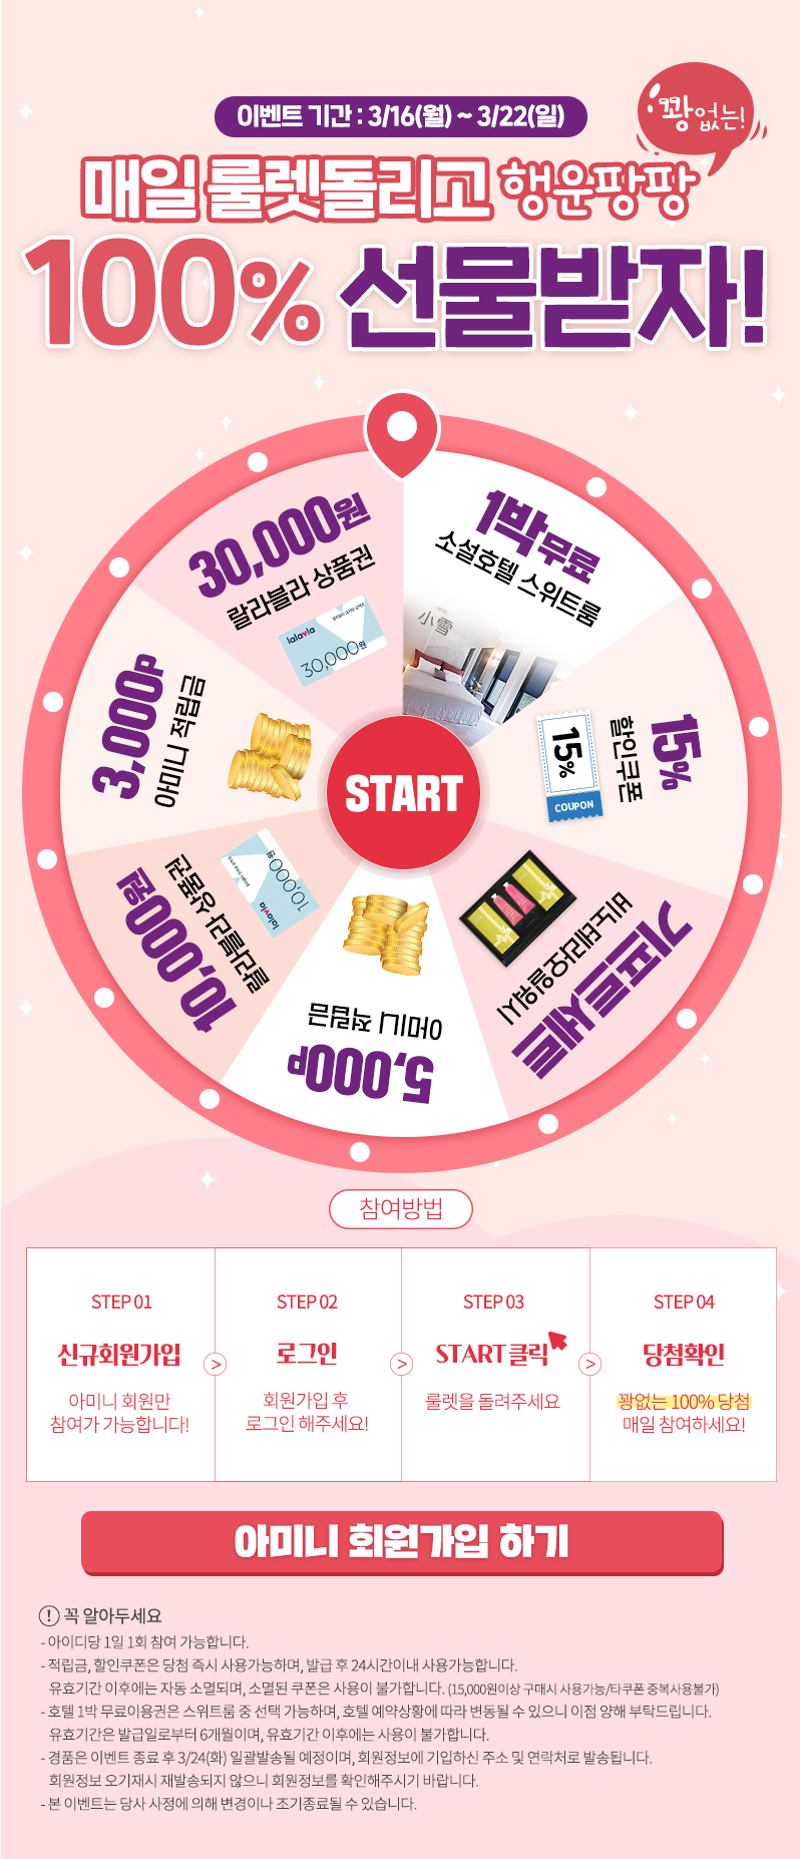 이벤트 기간 : 3/16(월) ~ 3/22(일)
꽝없는!
매일 룰렛돌리고 행운팡팡
100% 선물받자!
1박무료
소설호텔 스위트룸
小雪
15%
할인쿠폰
15%
COUPON
기프트세트
비노테라오일워시
5,000P
아미니 적립금
10,000원
랄라블라 상품권
lalavla
10,000원
3,000P
아미니 적립금
30,000원
랄라블라 상품권
lalavla
30,000원
START
참여방법
STEP 01
신규회원가입
아미니 회원만
참여가 가능합니다!
>
STEP 02
로그인
회원가입 후
로그인 해주세요!
>
STEP 03
START 클릭
룰렛을 돌려주세요
>
STEP 04
당첨확인
꽝없는 100% 당첨
매일 참여하세요!
아미니 회원가입 하기
! 꼭 알아두세요
- 아이디당 1일 1회 참여 가능합니다.
- 적립금, 할인쿠폰은 당첨 즉시 사용가능하며, 발급 후 24시간이내 사용가능합니다.
유효기간 이후에는 자동 소멸되며, 소멸된 쿠폰은 사용이 불가합니다. (15,000원이상 구매시 사용가능/타쿠폰 중복사용불가)
- 호텔 1박 무료이용권은 스위트룸 중 선택 가능하며, 호텔 예약상황에 따라 변동될 수 있으니 이점 양해 부탁드립니다.
유효기간은 발급일로부터 6개월이며, 유효기간 이후에는 사용이 불가합니다.
- 경품은 이벤트 종료 후 3/24(화) 일괄발송될 예정이며, 회원정보에 기입하신 주소 및 연락처로 발송됩니다.
회원정보 오기재시 재발송되지 않으니 회원정보를 확인해주시기 바랍니다.
- 본 이벤트는 당사 사정에 의해 변경이나 조기종료될 수 있습니다.